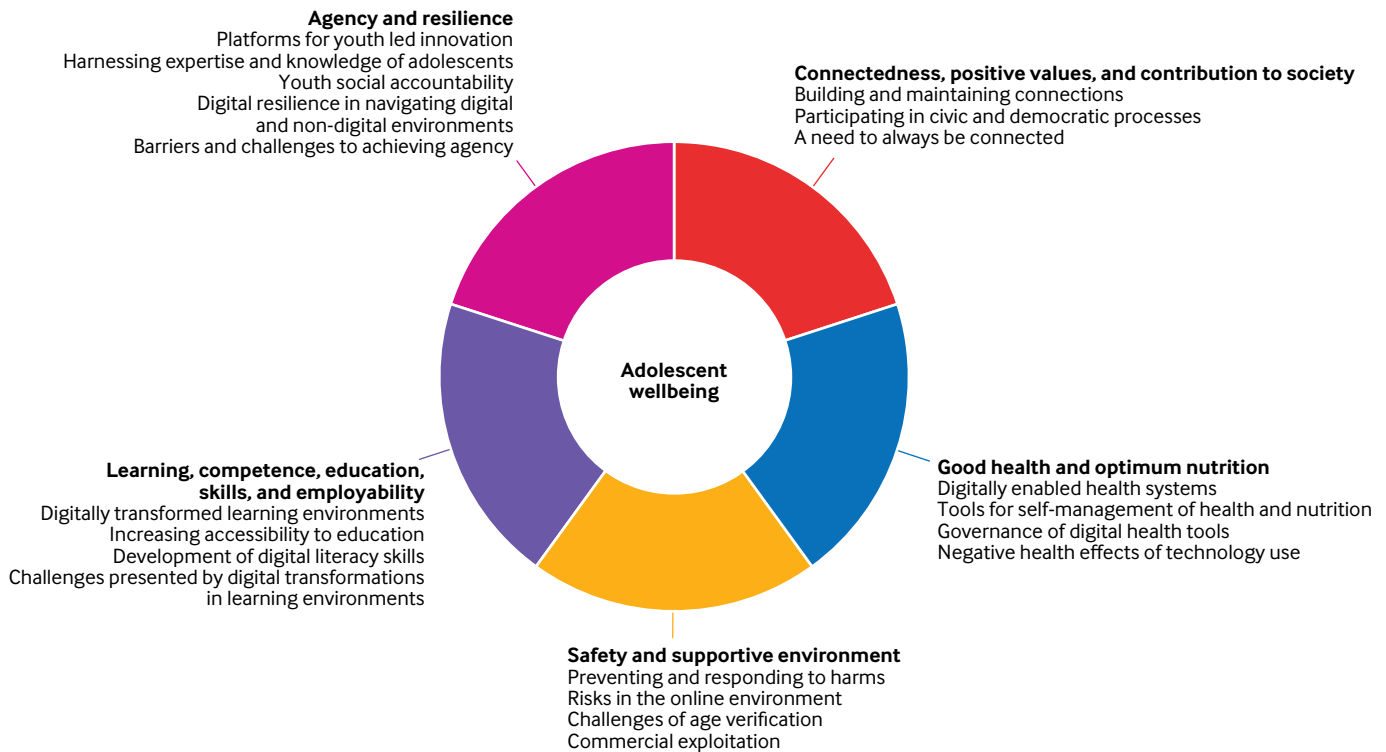 Agency and resilience
Platforms for youth led innovation
Harnessing expertise and knowledge of adolescents
Youth social accountability
Digital resilience in navigating digital
and non-digital environments
Barriers and challenges to achieving agency
Connectedness, positive values, and contribution to society
Building and maintaining connections
Participating in civic and democratic processes
A need to always be connected
Adolescent
wellbeing
Learning, competence, education,
skills, and employability
Digitally transformed learning environments
Increasing accessibility to education
Development of digital literacy skills
Challenges presented by digital transformations
in learning environments
Good health and optimum nutrition
Digitally enabled health systems
Tools for self-management of health and nutrition
Governance of digital health tools
Negative health effects of technology use
Safety and supportive environment
Preventing and responding to harms
Risks in the online environment
Challenges of age verification
Commercial exploitation